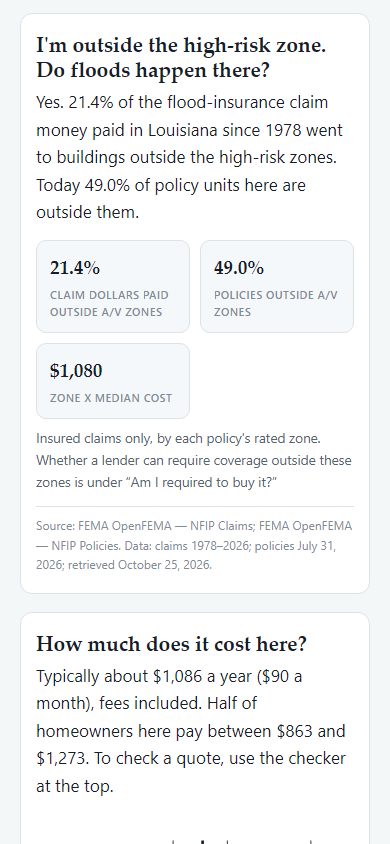 I'm outside the high-risk zone.
Do floods happen there?
Yes. 21.4% of the flood-insurance claim
money paid in Louisiana since 1978 went
to buildings outside the high-risk zones.
Today 49.0% of policy units here are
outside them.
21.4%
CLAIM DOLLARS PAID
OUTSIDE A/V ZONES
49.0%
POLICIES OUTSIDE A/V
ZONES
$1,080
ZONE X MEDIAN COST
Insured claims only, by each policy's rated zone.
Whether a lender can require coverage outside these
zones is under “Am I required to buy it?”
Source: FEMA OpenFEMA — NFIP Claims; FEMA OpenFEMA
— NFIP Policies. Data: claims 1978–2026; policies July 31,
2026; retrieved October 25, 2026.
How much does it cost here?
Typically about $1,086 a year ($90 a
month), fees included. Half of
homeowners here pay between $863 and
$1,273. To check a quote, use the checker
at the top.